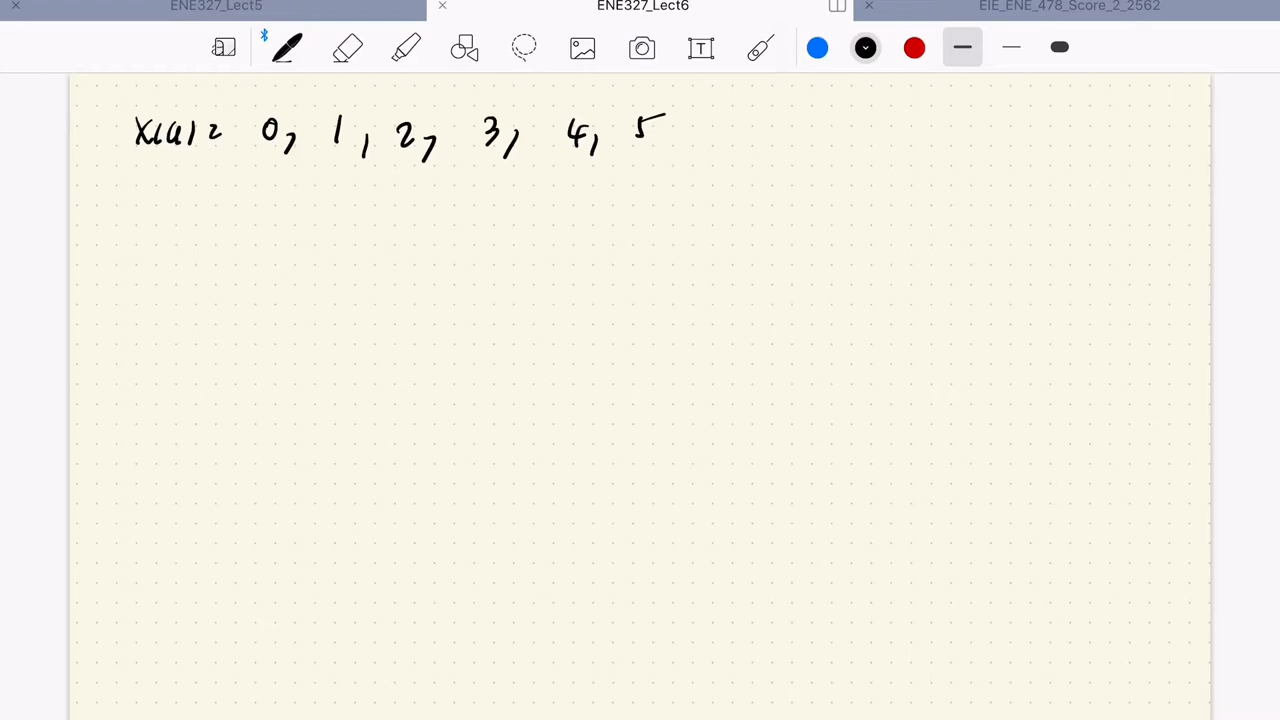 ENE327_Lect5
ENE327_Lect6
EIE_ENE_478_Score_2_2562
T
X(u) = 0, 1, 2, 3, 4, 5